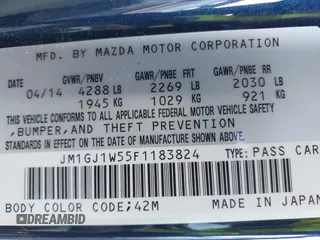 MFD. BY MAZDA MOTOR CORPORATION
GVWR/PNBV GAWR/PNBE FRT GAWR/PNBE RR
04/14 4288 LB 2269 LB 2030 LB
1945 KG 1029 KG 921 KG
THIS VEHICLE CONFORMS TO ALL APPLICABLE FEDERAL MOTOR VEHICLE SAFETY
,BUMPER,AND THEFT PREVENTION
STANDARDS IN EFFECT ON THE DATE OF MANUFACTURE SHOWN ABOVE.
JM1GJ1W55F1183824 TYPE:PASS CAR
BODY COLOR CODE;42M MADE IN JAPAN
DREAMBID